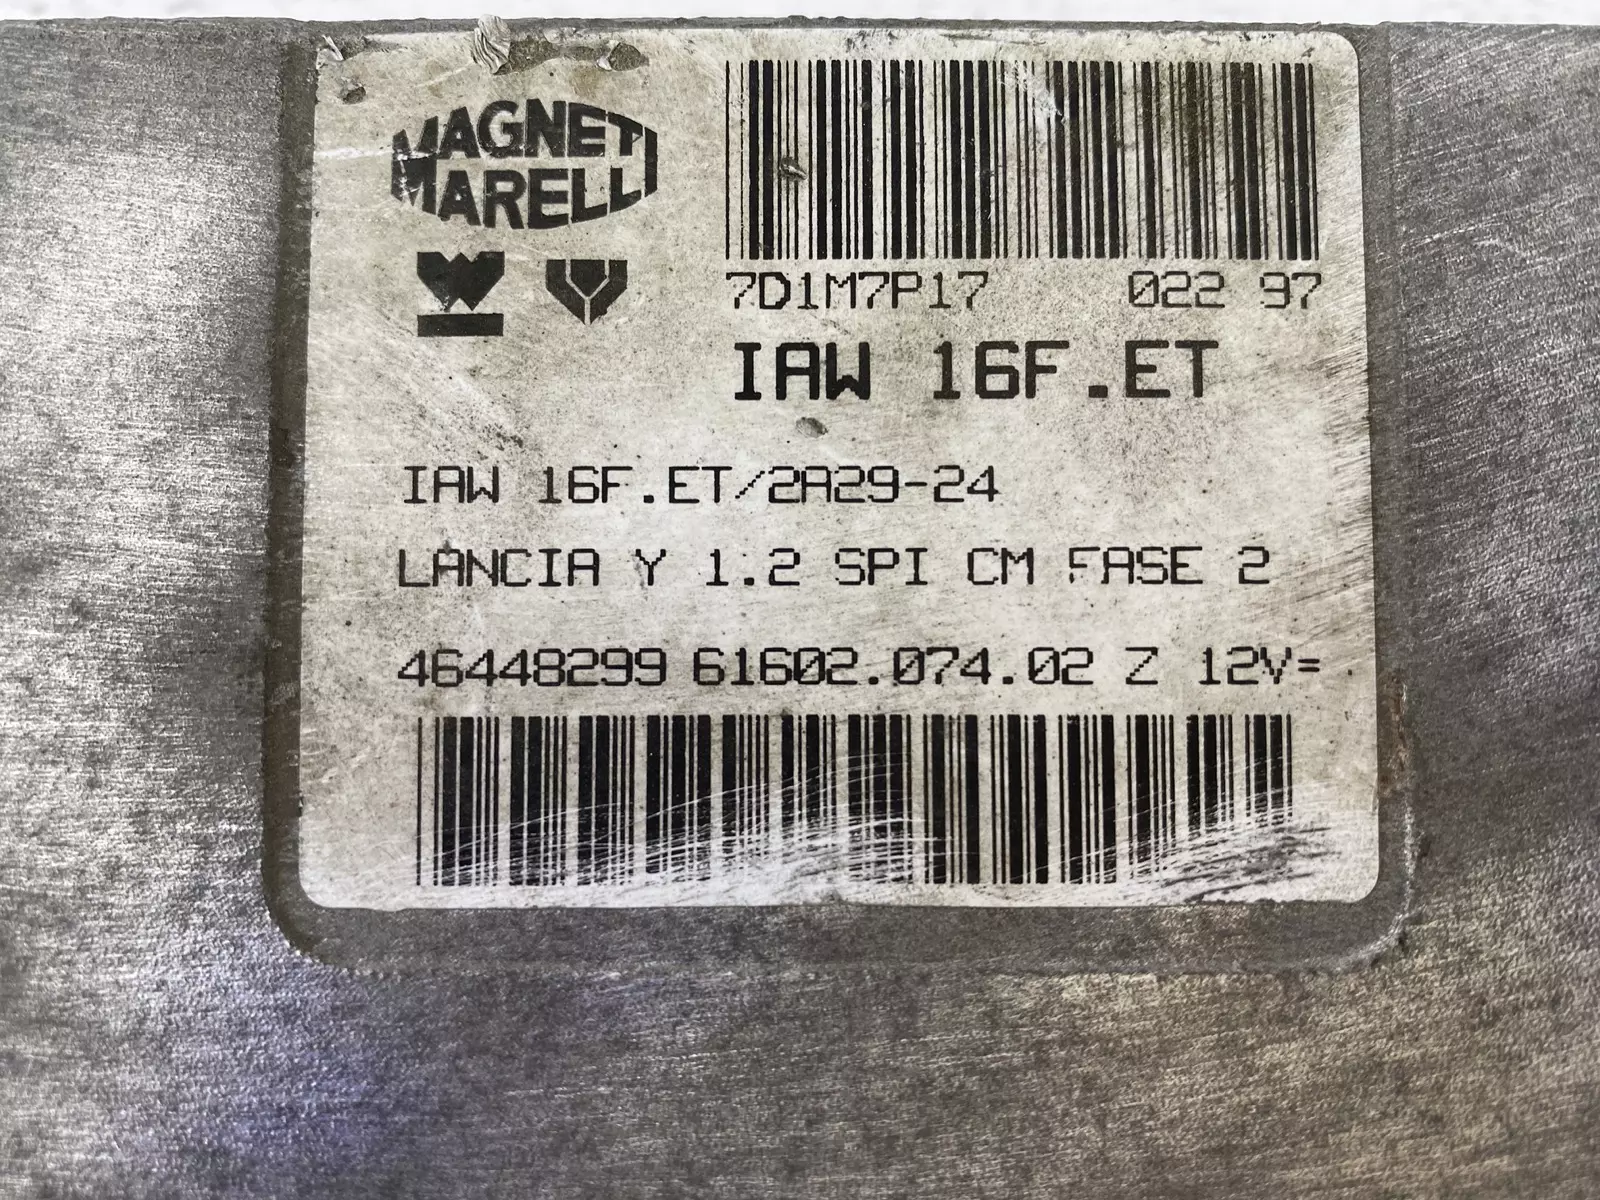 MAGNETI
MARELLI
7D1M7P17 022 97
IAW 16F.ET
IAW 16F.ET/2A29-24
LANCIA Y 1.2 SPI CM FASE 2
46448299 61602.074.02 Z 12V=